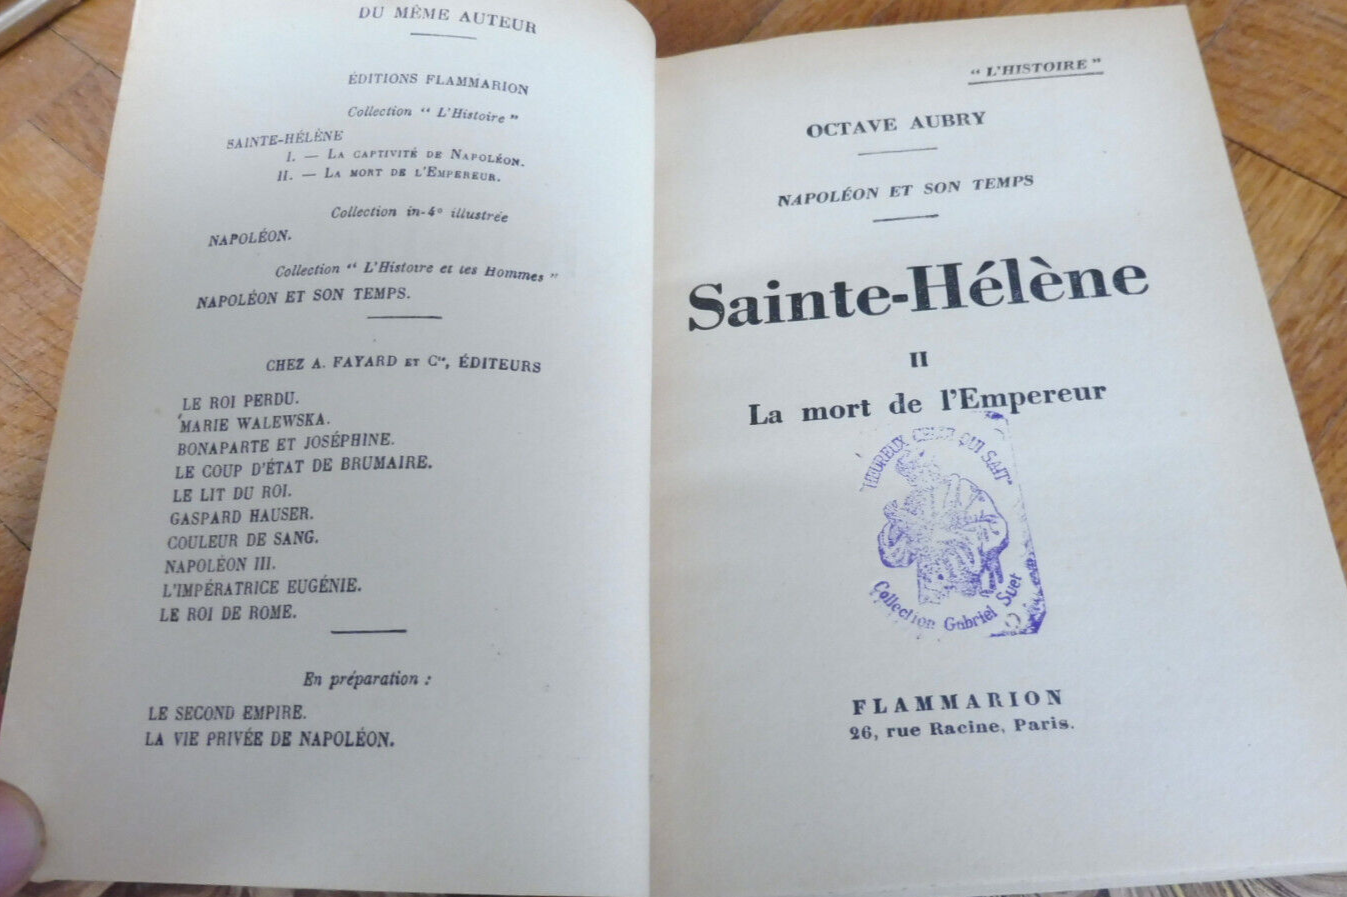 DU MÊME AUTEUR
ÉDITIONS FLAMMARION
Collection “ L'Histoire ”
SAINTE-HÉLÈNE
I. — LA CAPTIVITÉ DE NAPOLÉON.
II. — LA MORT DE L'EMPEREUR.
Collection in-4° illustrée
NAPOLÉON.
Collection “ L'Histoire et les Hommes ”
NAPOLÉON ET SON TEMPS.
CHEZ A. FAYARD ET Cie, ÉDITEURS
LE ROI PERDU.
MARIE WALEWSKA.
BONAPARTE ET JOSÉPHINE.
LE COUP D'ÉTAT DE BRUMAIRE.
LE LIT DU ROI.
GASPARD HAUSER.
COULEUR DE SANG.
NAPOLÉON III.
L'IMPÉRATRICE EUGÉNIE.
LE ROI DE ROME.
En préparation :
LE SECOND EMPIRE.
LA VIE PRIVÉE DE NAPOLÉON.
“ L'HISTOIRE ”
OCTAVE AUBRY
NAPOLÉON ET SON TEMPS
Sainte-Hélène
II
La mort de l'Empereur
"HEUREUX CELUI QUI SAIT"
Collection Gabriel Suet
FLAMMARION
26, rue Racine, Paris.